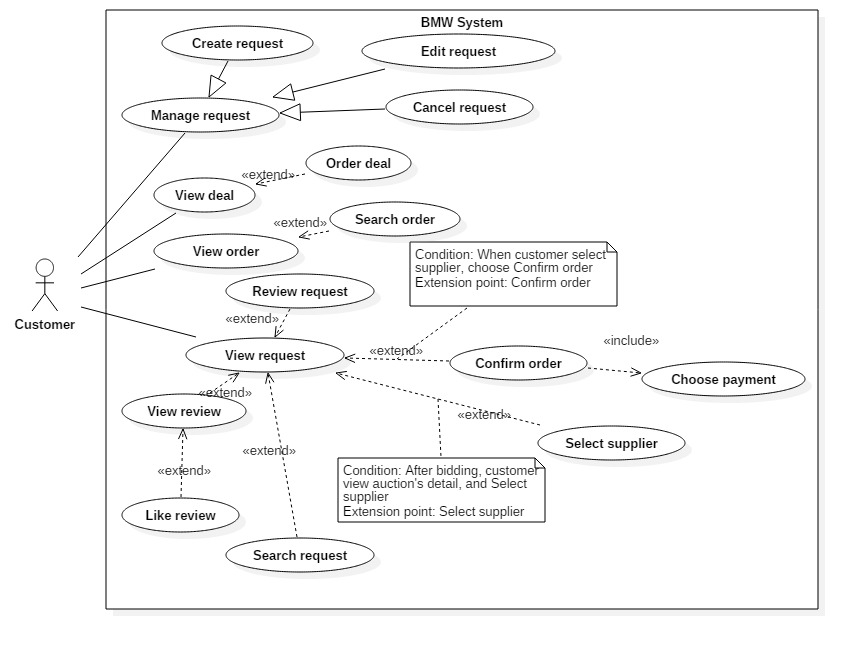 BMW System
Create request
Edit request
Manage request
Cancel request
Order deal
«extend»
View deal
Search order
«extend»
View order
Condition: When customer select
supplier, choose Confirm order
Extension point: Confirm order
Customer
Review request
«extend»
«include»
View request
«extend»
Confirm order
Choose payment
«extend»
View review
«extend»
Select supplier
«extend»
«extend»
Condition: After bidding, customer
view auction's detail, and Select
supplier
Extension point: Select supplier
Like review
Search request